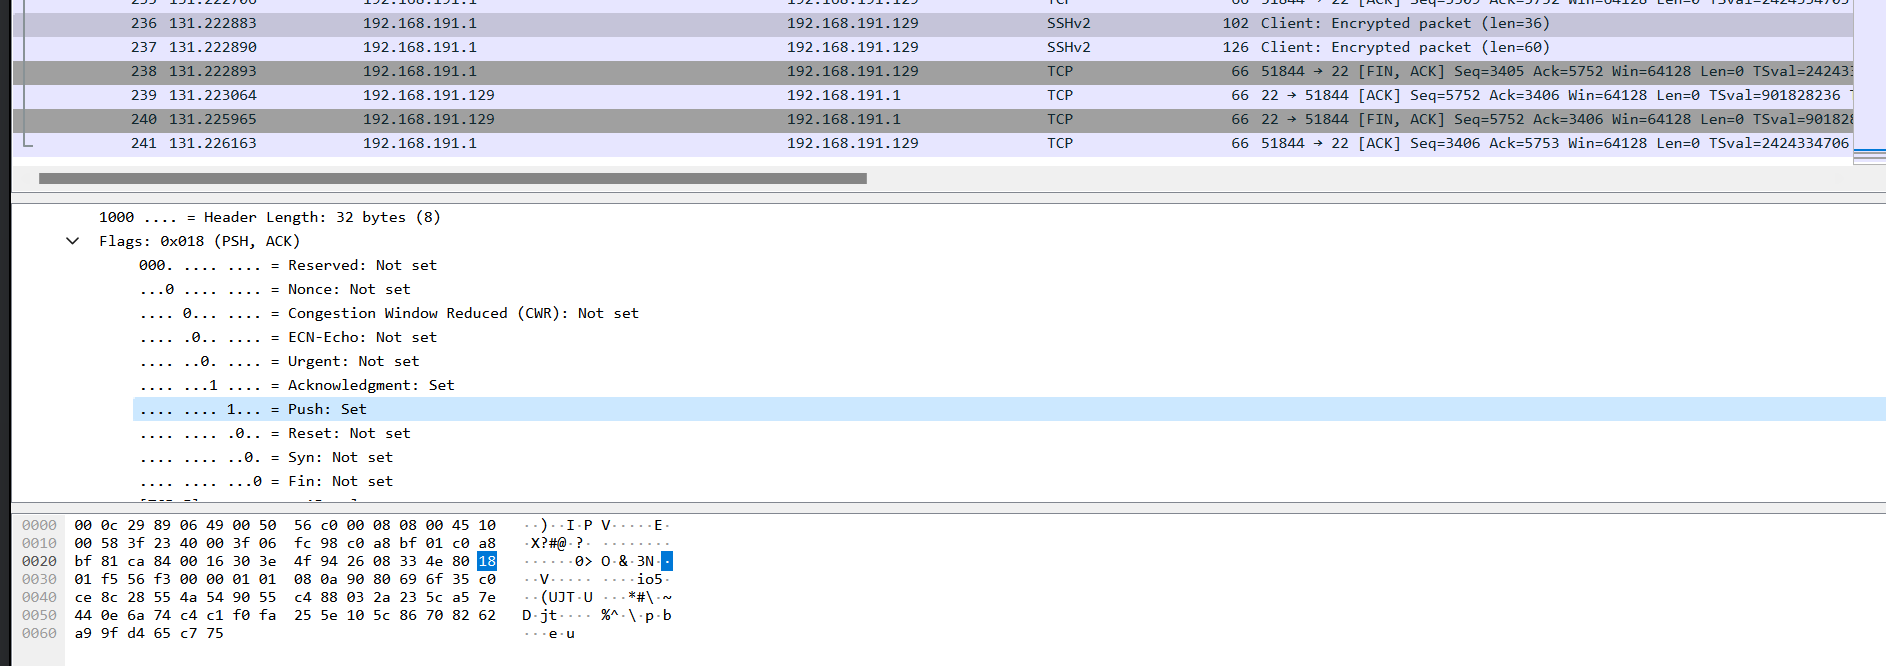 236 131.222883 192.168.191.1 192.168.191.129 SSHv2 102 Client: Encrypted packet (len=36)
237 131.222890 192.168.191.1 192.168.191.129 SSHv2 126 Client: Encrypted packet (len=60)
238 131.222893 192.168.191.1 192.168.191.129 TCP 66 51844 → 22 [FIN, ACK] Seq=3405 Ack=5752 Win=64128 Len=0 TSval=24243
239 131.223064 192.168.191.129 192.168.191.1 TCP 66 22 → 51844 [ACK] Seq=5752 Ack=3406 Win=64128 Len=0 TSval=901828236
240 131.225965 192.168.191.129 192.168.191.1 TCP 66 22 → 51844 [FIN, ACK] Seq=5752 Ack=3406 Win=64128 Len=0 TSval=90182
241 131.226163 192.168.191.1 192.168.191.129 TCP 66 51844 → 22 [ACK] Seq=3406 Ack=5753 Win=64128 Len=0 TSval=2424334706
1000 .... = Header Length: 32 bytes (8)
Flags: 0x018 (PSH, ACK)
000. .... .... = Reserved: Not set
...0 .... .... = Nonce: Not set
.... 0... .... = Congestion Window Reduced (CWR): Not set
.... .0.. .... = ECN-Echo: Not set
.... ..0. .... = Urgent: Not set
.... ...1 .... = Acknowledgment: Set
.... .... 1... = Push: Set
.... .... .0.. = Reset: Not set
.... .... ..0. = Syn: Not set
.... .... ...0 = Fin: Not set
0000 00 0c 29 89 06 49 00 50 56 c0 00 08 08 00 45 10 ··)··I·P V·····E·
0010 00 58 3f 23 40 00 3f 06 fc 98 c0 a8 bf 01 c0 a8 ·X?#@·?· ········
0020 bf 81 ca 84 00 16 30 3e 4f 94 26 08 33 4e 80 18 ······0> O·&·3N··
0030 01 f5 56 f3 00 00 01 01 08 0a 90 80 69 6f 35 c0 ··V····· ····io5·
0040 ce 8c 28 55 4a 54 90 55 c4 88 03 2a 23 5c a5 7e ··(UJT·U ···*#\·~
0050 44 0e 6a 74 c4 c1 f0 fa 25 5e 10 5c 86 70 82 62 D·jt···· %^·\·p·b
0060 a9 9f d4 65 c7 75 ···e·u